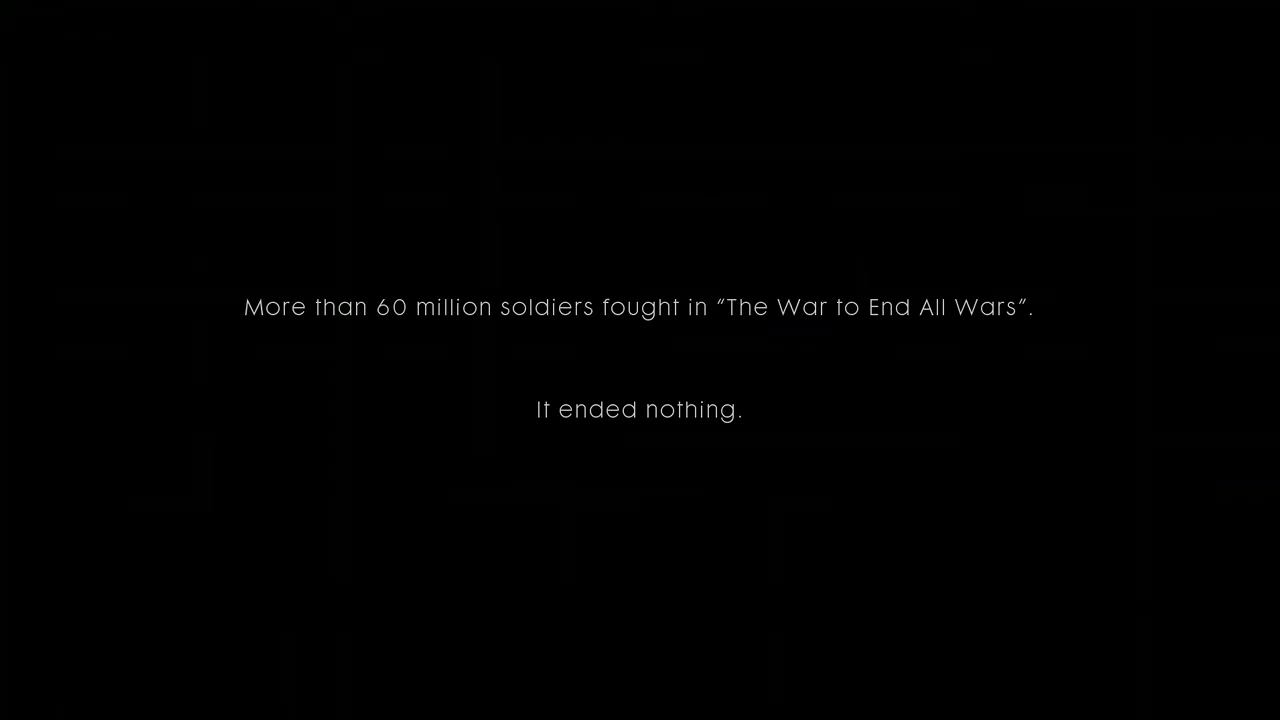 More than 60 million soldiers fought in “The War to End All Wars”.
It ended nothing.